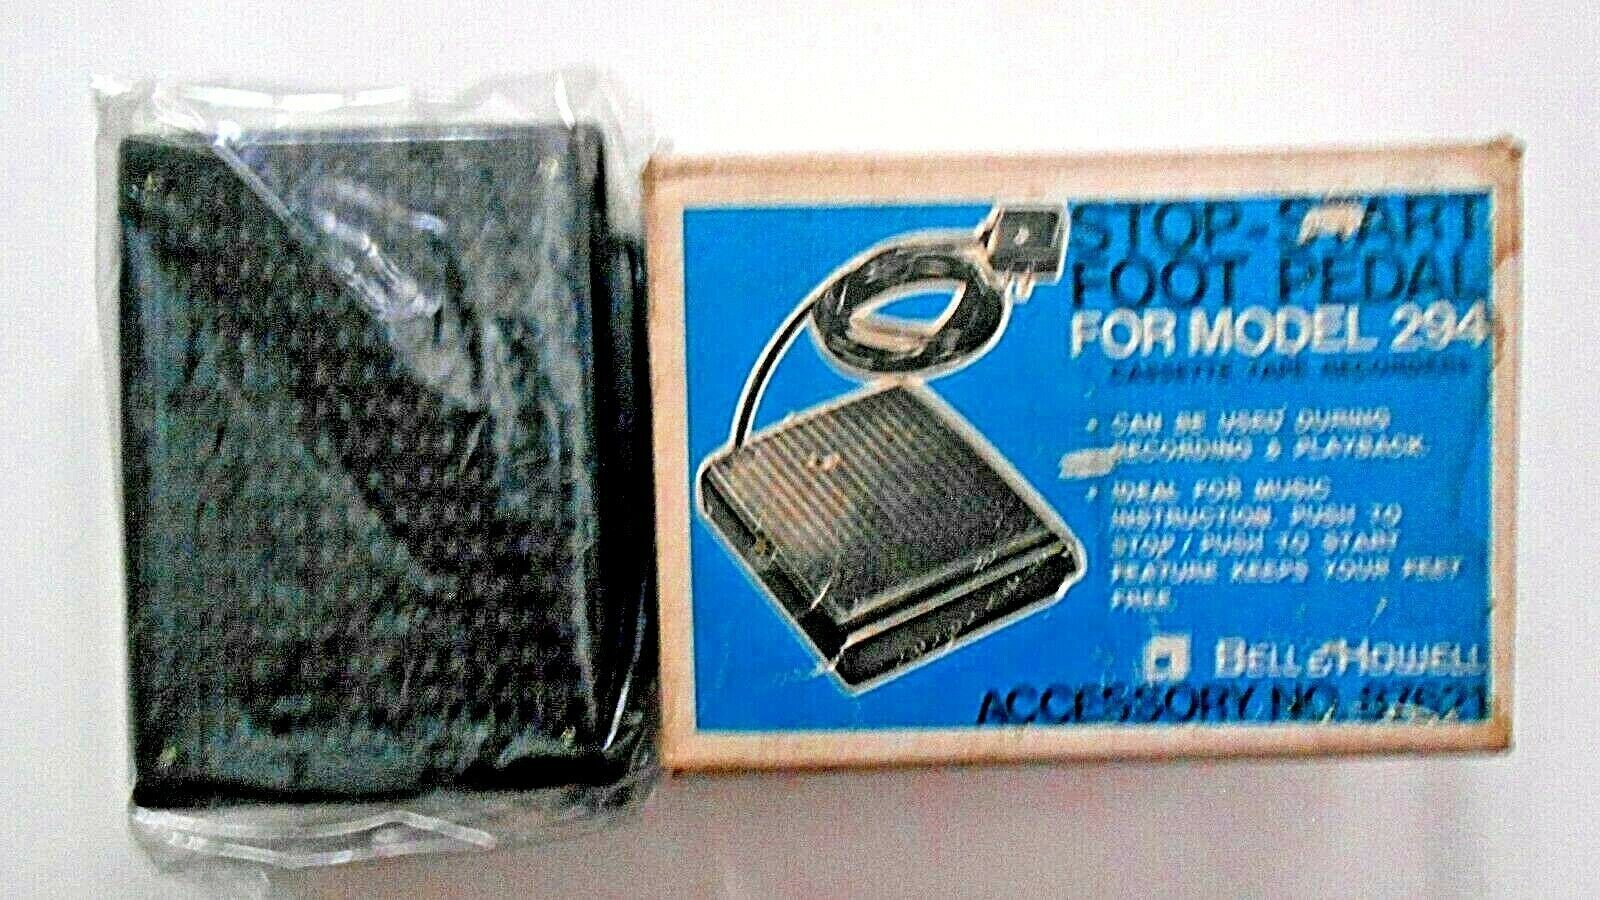 STOP-START
FOOT PEDAL
FOR MODEL 294
CASSETTE TAPE RECORDERS
• CAN BE USED DURING
RECORDING & PLAYBACK.
• IDEAL FOR MUSIC
INSTRUCTION. PUSH TO
STOP / PUSH TO START
FEATURE KEEPS YOUR FEET
FREE.
BELL & HOWELL
ACCESSORY NO. 87621